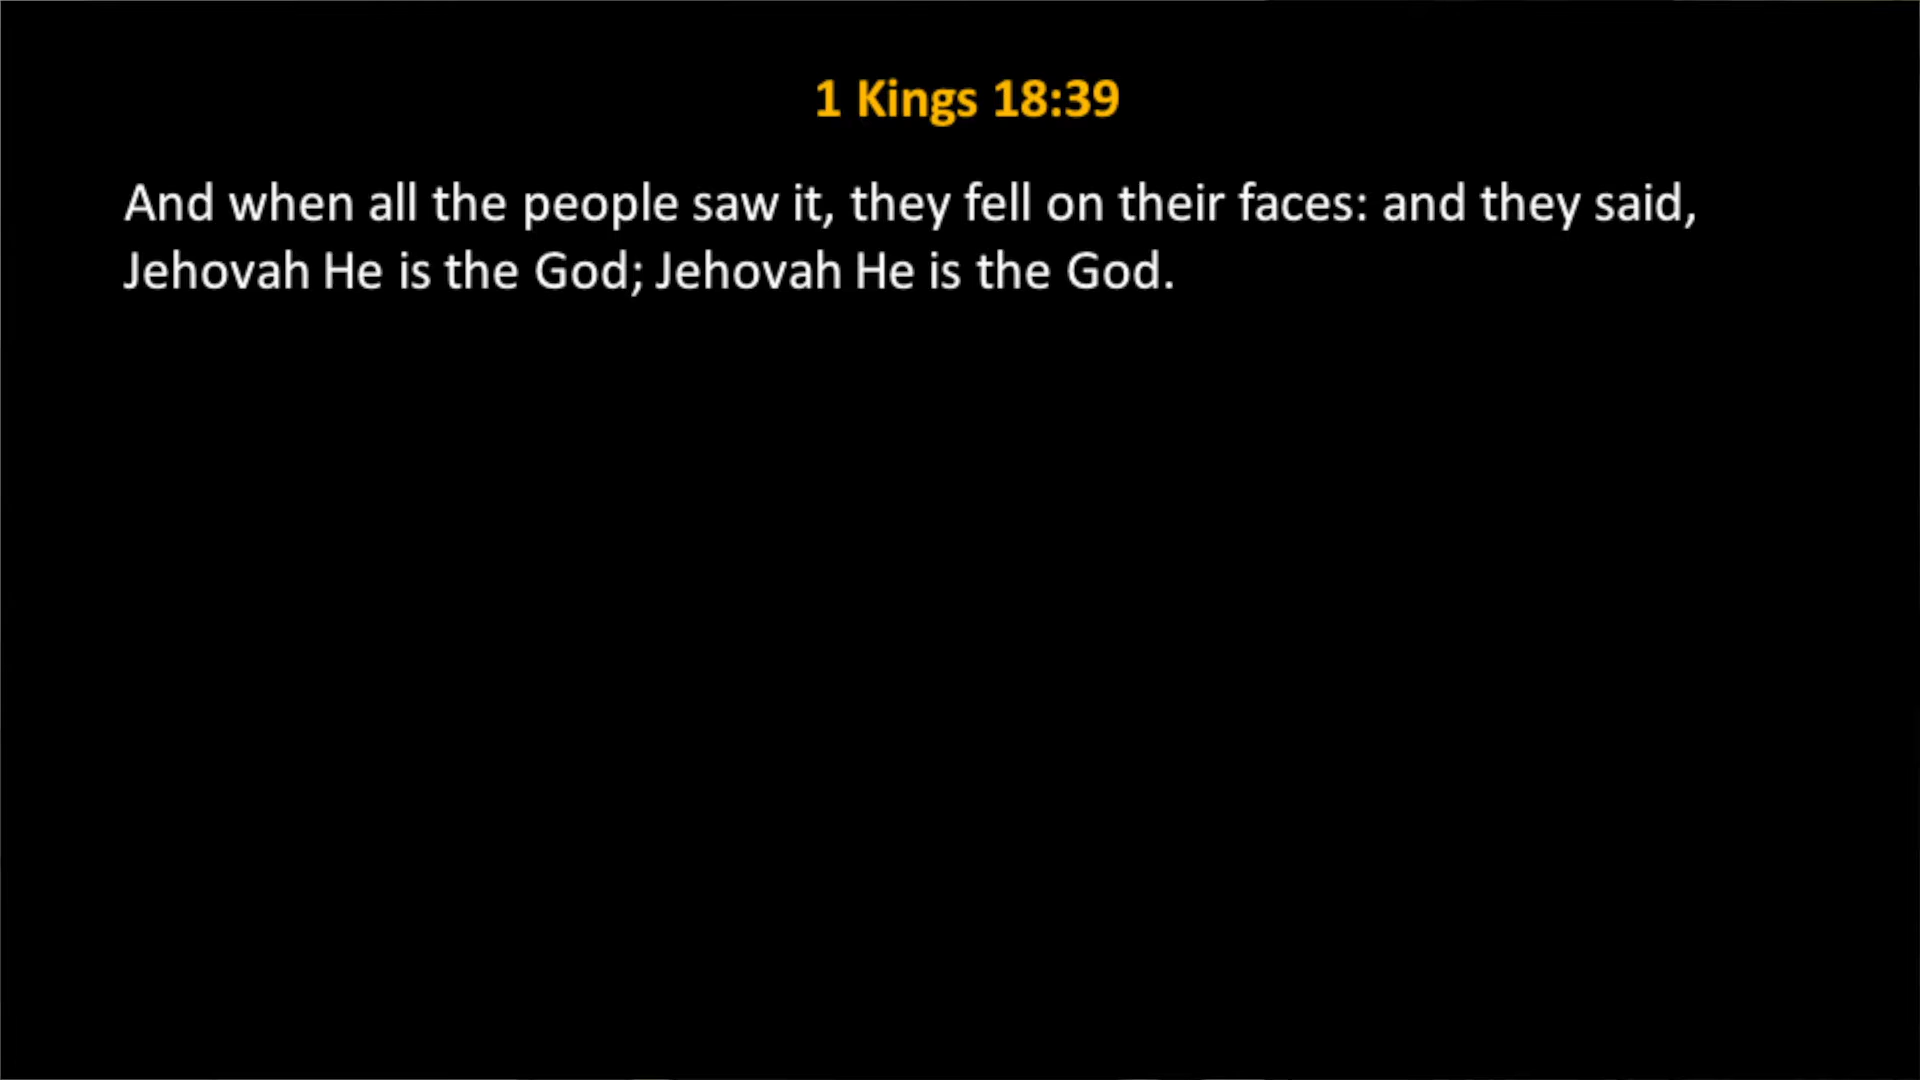 1 Kings 18:39
And when all the people saw it, they fell on their faces: and they said,
Jehovah He is the God; Jehovah He is the God.